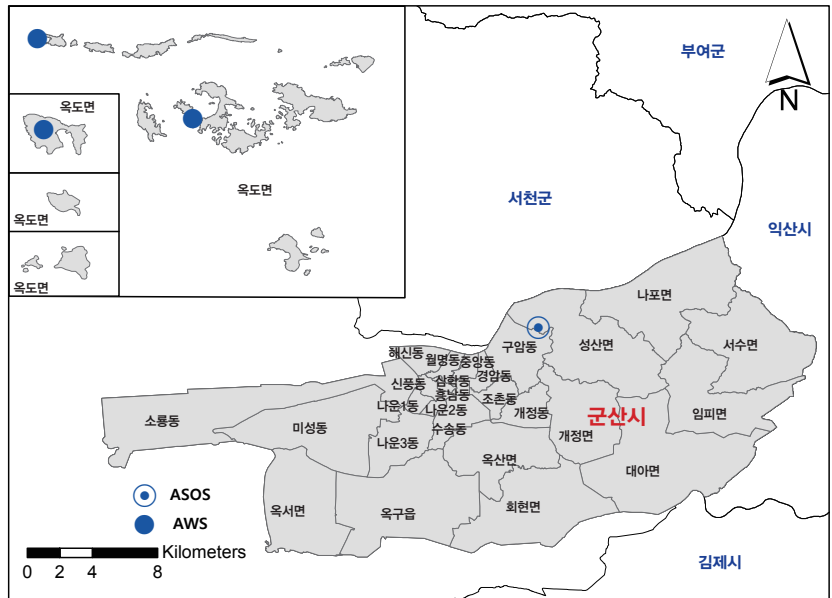 부여군
N
옥도면
옥도면
서천군
옥도면
익산시
옥도면
나포면
해신동
월명동
중앙동
구암동
성산면
서수면
신풍동
삼학동
경암동
흥남동
조촌동
나운1동
나운2동
개정동
군산시
임피면
소룡동
미성동
수송동
개정면
나운3동
옥산면
대야면
ASOS
AWS
옥서면
옥구읍
회현면
Kilometers
0 2 4 8
김제시